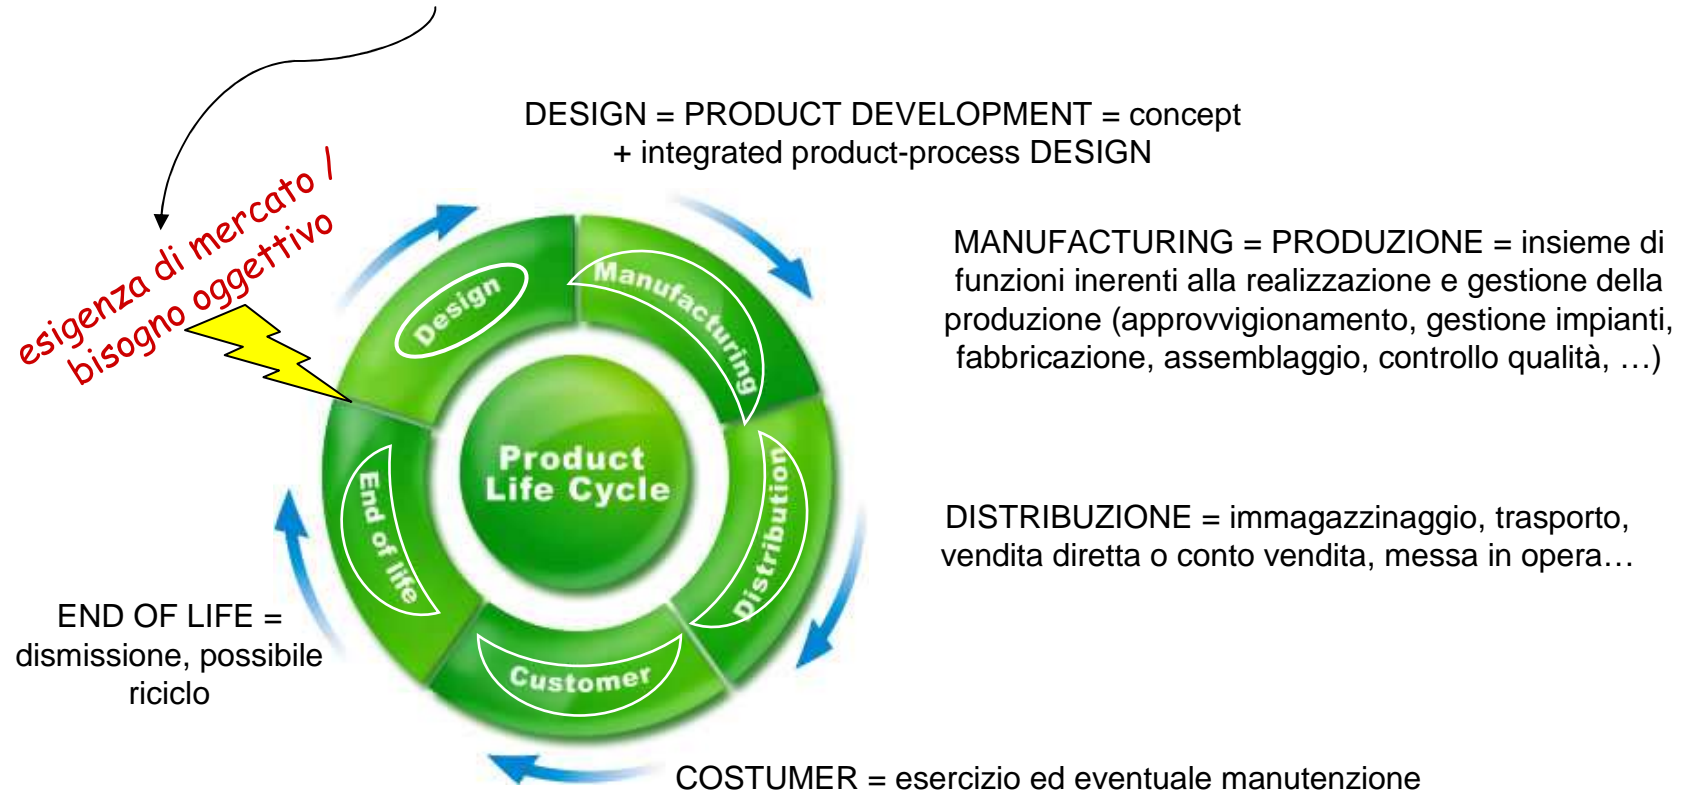 DESIGN = PRODUCT DEVELOPMENT = concept
+ integrated product-process DESIGN
esigenza di mercato /
bisogno oggettivo
MANUFACTURING = PRODUZIONE = insieme di
funzioni inerenti alla realizzazione e gestione della
produzione (approvvigionamento, gestione impianti,
fabbricazione, assemblaggio, controllo qualità, …)
Design
Manufacturing
Product
Life Cycle
Distribution
End of life
Customer
DISTRIBUZIONE = immagazzinaggio, trasporto,
vendita diretta o conto vendita, messa in opera…
END OF LIFE =
dismissione, possibile
riciclo
COSTUMER = esercizio ed eventuale manutenzione